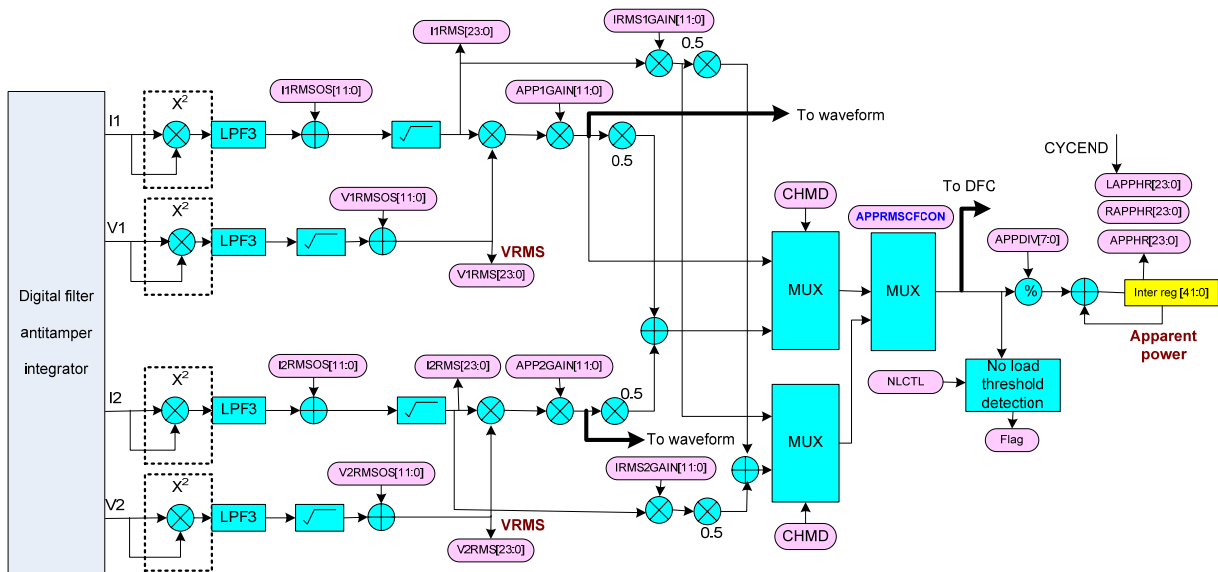 IRMS1GAIN[11:0]
I1RMS[23:0]
0.5
X²
I1RMSOS[11:0]
APP1GAIN[11:0]
I1
LPF3
To waveform
0.5
CYCEND
X²
V1RMSOS[11:0]
To DFC
LAPPHR[23:0]
CHMD
APPRMSCFCON
RAPPHR[23:0]
V1
LPF3
VRMS
APPDIV[7:0]
APPHR[23:0]
V1RMS[23:0]
Digital filter
antitamper
integrator
MUX
MUX
%
Inter reg [41:0]
Apparent
power
X²
I2RMSOS[11:0]
I2RMS[23:0]
APP2GAIN[11:0]
0.5
NLCTL
No load
threshold
detection
I2
LPF3
To waveform
MUX
Flag
X²
V2RMSOS[11:0]
IRMS2GAIN[11:0]
V2
LPF3
VRMS
0.5
V2RMS[23:0]
CHMD